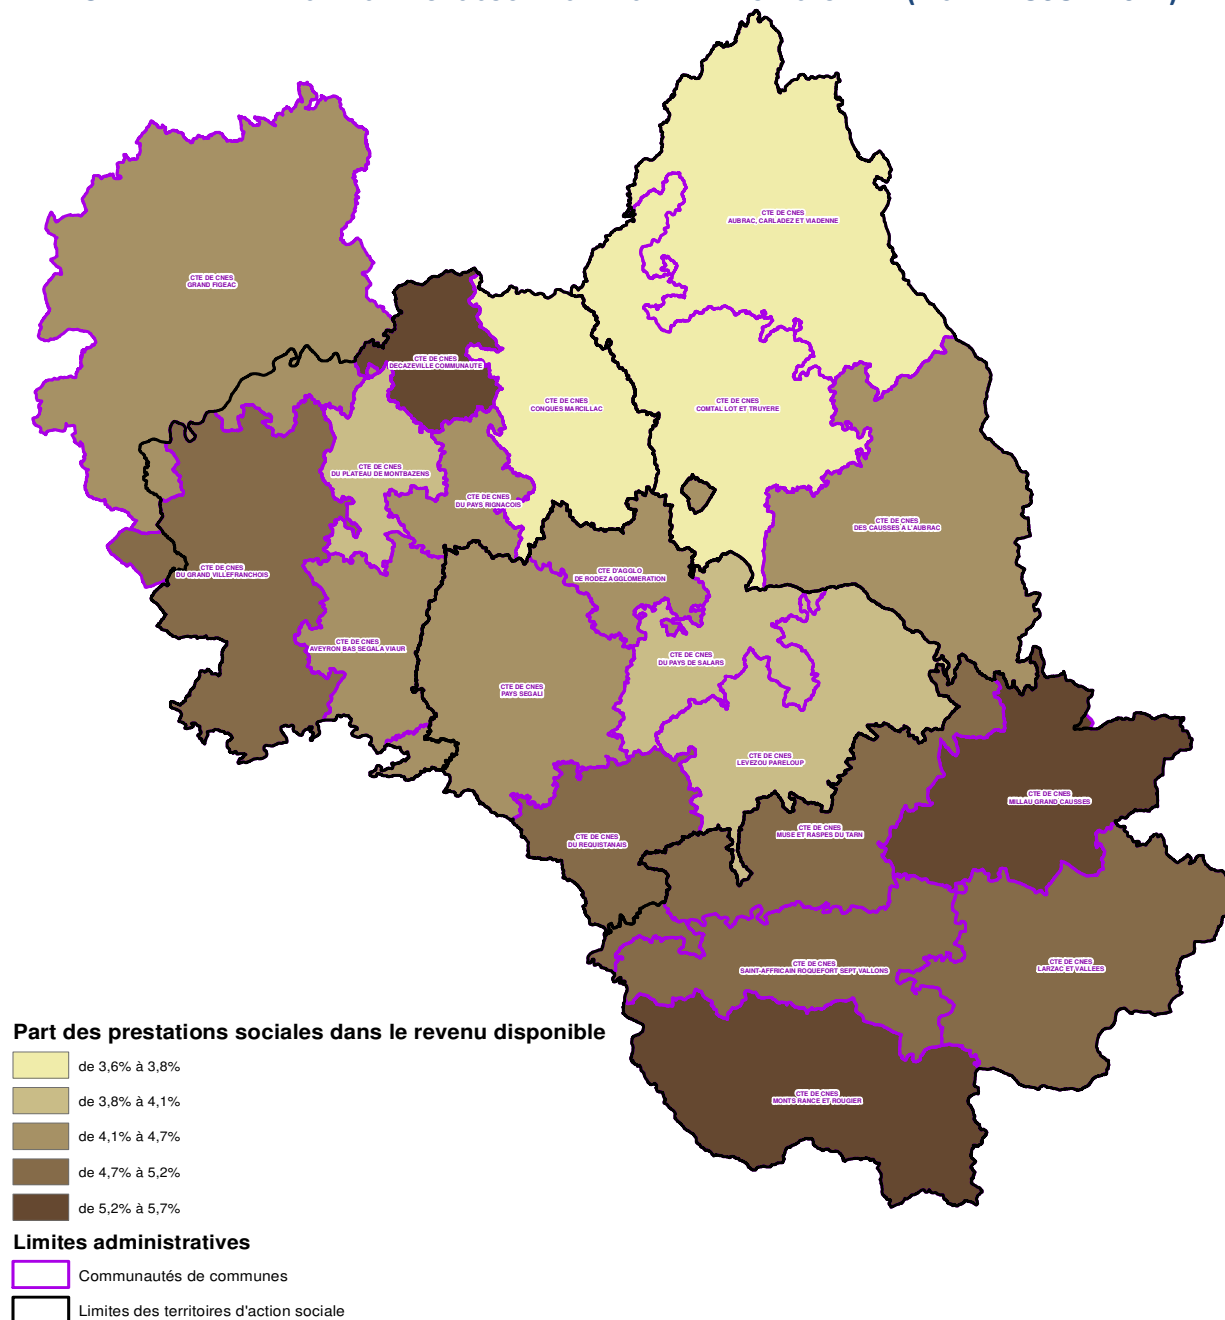 CTE DE CNES
AUBRAC, CARLADEZ ET VIADENNE
CTE DE CNES
GRAND FIGEAC
CTE DE CNES
DECAZEVILLE COMMUNAUTE
CTE DE CNES
CONQUES MARCILLAC
CTE DE CNES
COMTAL LOT ET TRUYERE
CTE DE CNES
DU PLATEAU DE MONTBAZENS
CTE DE CNES
DU PAYS RIGNACOIS
CTE DE CNES
DES CAUSSES A L'AUBRAC
CTE DE CNES
DU GRAND VILLEFRANCHOIS
CTE D'AGGLO
DE RODEZ AGGLOMERATION
CTE DE CNES
AVEYRON BAS SEGALA VIAUR
CTE DE CNES
DU PAYS DE SALARS
CTE DE CNES
PAYS SEGALI
CTE DE CNES
LEVEZOU PARELOUP
CTE DE CNES
MILLAU GRAND CAUSSES
CTE DE CNES
MUSE ET RASPES DU TARN
CTE DE CNES
DU REQUISTANAIS
CTE DE CNES
SAINT-AFFRICAIN ROQUEFORT SEPT VALLONS
CTE DE CNES
LARZAC ET VALLEES
CTE DE CNES
MONTS RANCE ET ROUGIER
Part des prestations sociales dans le revenu disponible
de 3,6% à 3,8%
de 3,8% à 4,1%
de 4,1% à 4,7%
de 4,7% à 5,2%
de 5,2% à 5,7%
Limites administratives
Communautés de communes
Limites des territoires d'action sociale